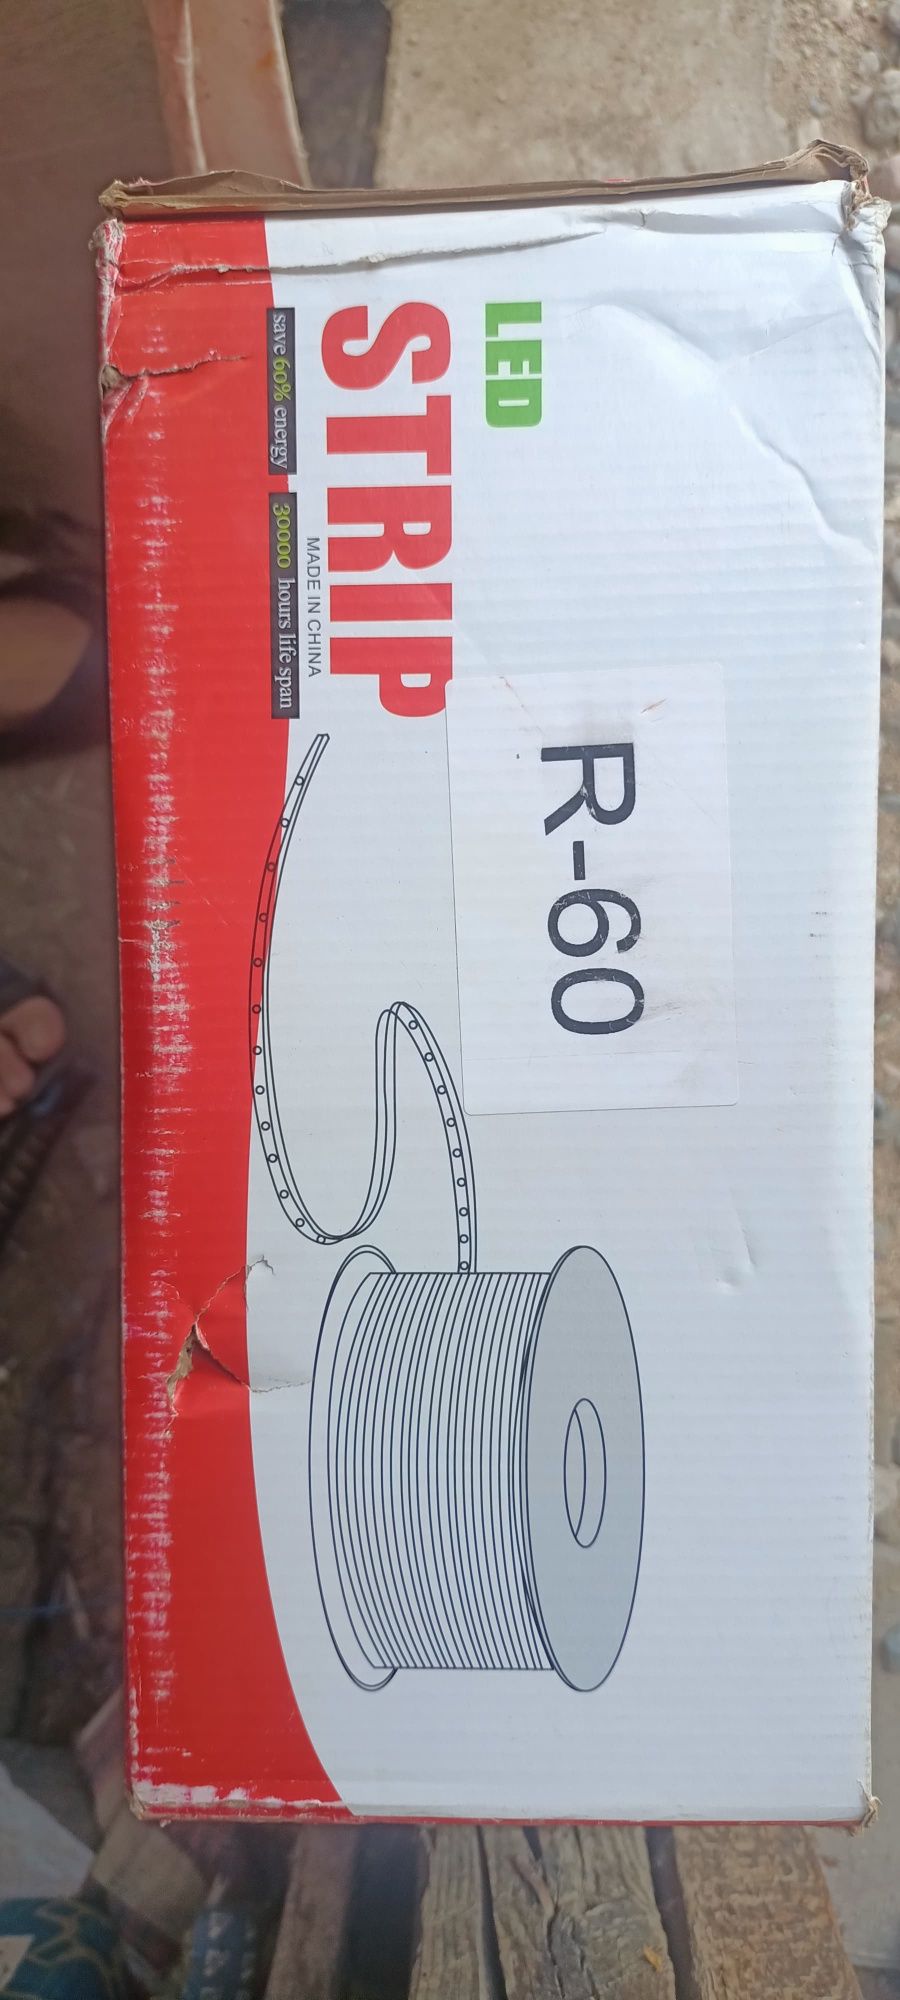 LED
STRIP
MADE IN CHINA
save 60% energy
30000 hours life span
R-60